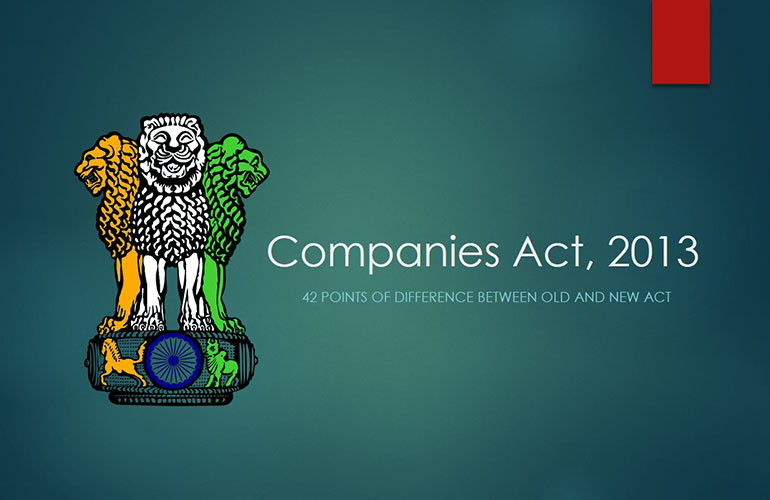 Companies Act, 2013
42 POINTS OF DIFFERENCE BETWEEN OLD AND NEW ACT